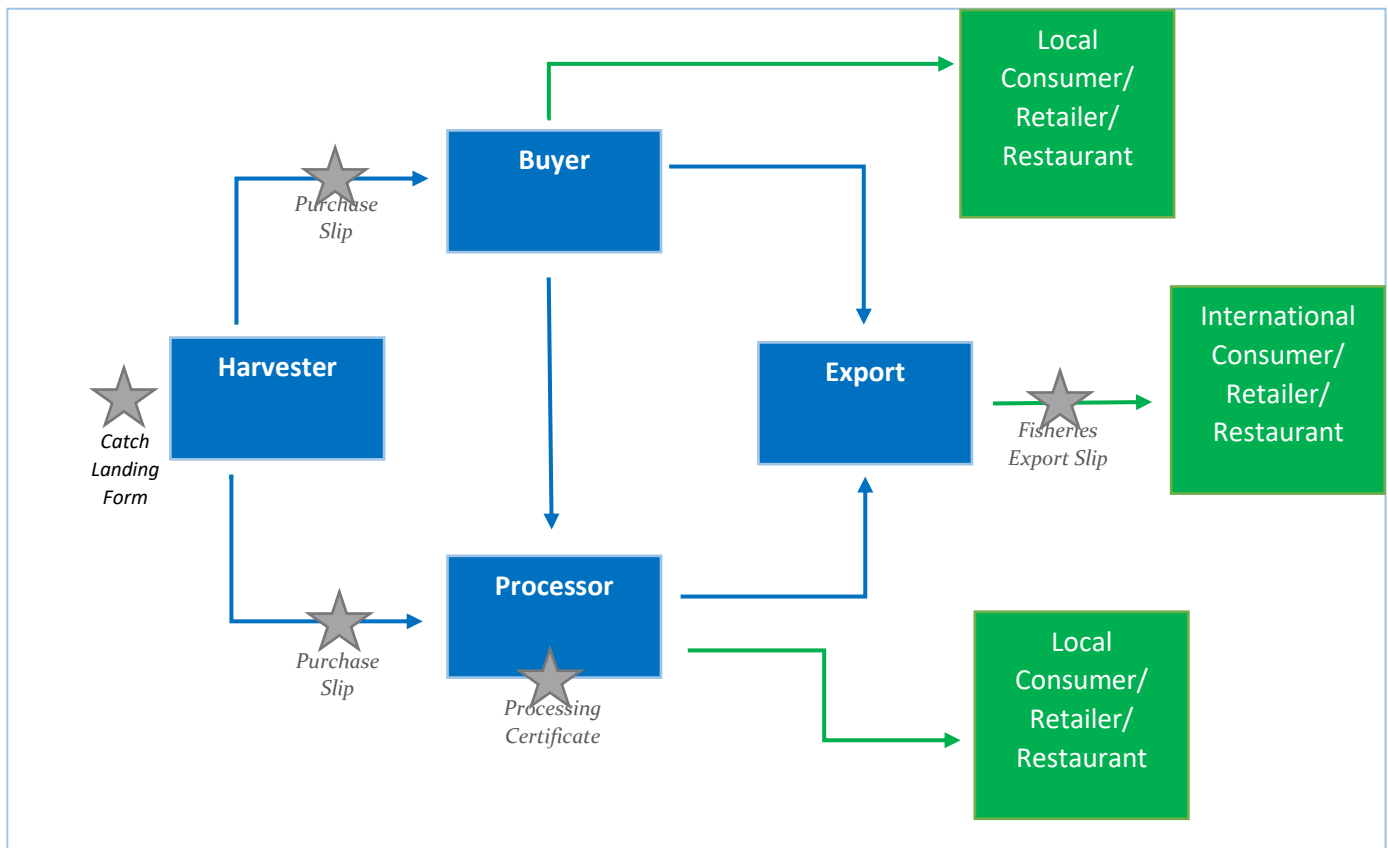 Local
Consumer/
Retailer/
Restaurant
Buyer
Purchase
Slip
Harvester
Catch
Landing
Form
Export
Fisheries
Export Slip
International
Consumer/
Retailer/
Restaurant
Processor
Purchase
Slip
Processing
Certificate
Local
Consumer/
Retailer/
Restaurant